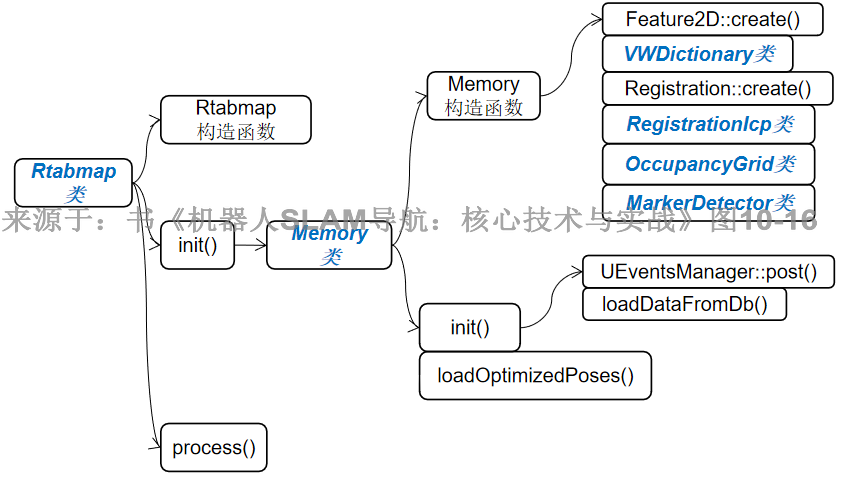 Feature2D::create()
VWDictionary类
Registration::create()
RegistrationIcp类
OccupancyGrid类
MarkerDetector类
Memory
构造函数
Rtabmap
构造函数
Rtabmap
类
来源于：书《机器人SLAM导航：核心技术与实战》图10-16
init()
Memory
类
UEventsManager::post()
loadDataFromDb()
init()
loadOptimizedPoses()
process()